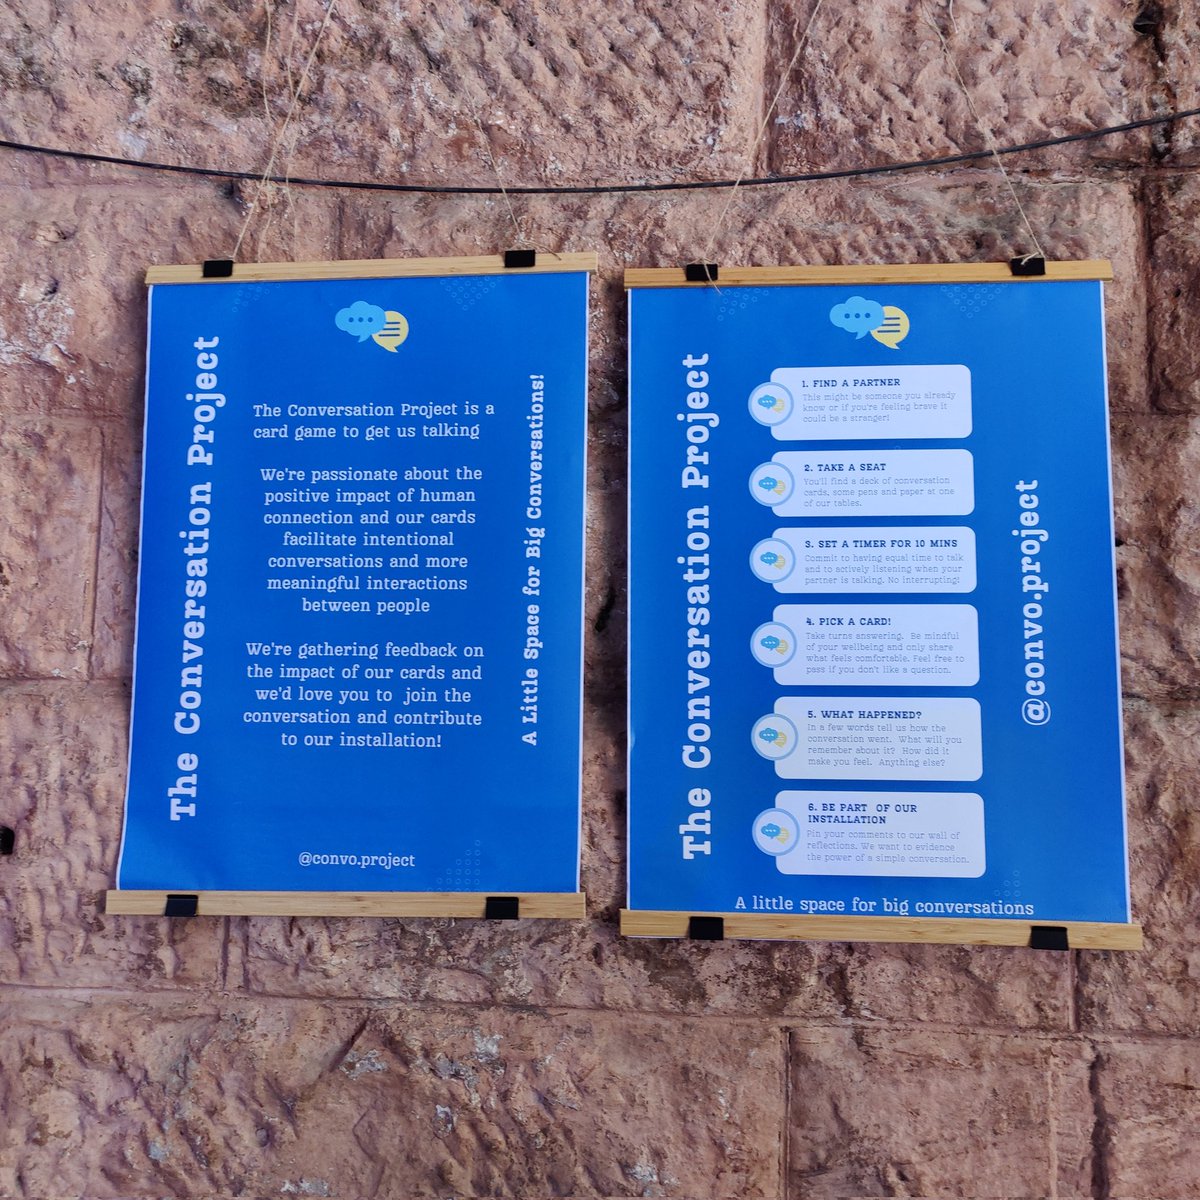 The Conversation Project
The Conversation Project is a
card game to get us talking
We're passionate about the
positive impact of human
connection and our cards
facilitate intentional
conversations and more
meaningful interactions
between people
We're gathering feedback on
the impact of our cards and
we'd love you to join the
conversation and contribute
to our installation!
A Little Space for Big Conversations!
@convo.project
The Conversation Project
1. FIND A PARTNER
This might be someone you already
know or if you're feeling brave it
could be a stranger!
2. TAKE A SEAT
You'll find a deck of conversation
cards, some pens and paper at one
of our tables.
3. SET A TIMER FOR 10 MINS
Commit to having equal time to talk
and to actively listening when your
partner is talking. No interrupting!
4. PICK A CARD!
Take turns answering. Be mindful
of your wellbeing and only share
what feels comfortable. Feel free to
pass if you don't like a question.
5. WHAT HAPPENED?
In a few words tell us how the
conversation went. What will you
remember about it? How did it
make you feel. Anything else?
6. BE PART OF OUR
INSTALLATION
Pin your comments to our wall of
reflections. We want to evidence
the power of a simple conversation.
@convo.project
A little space for big conversations